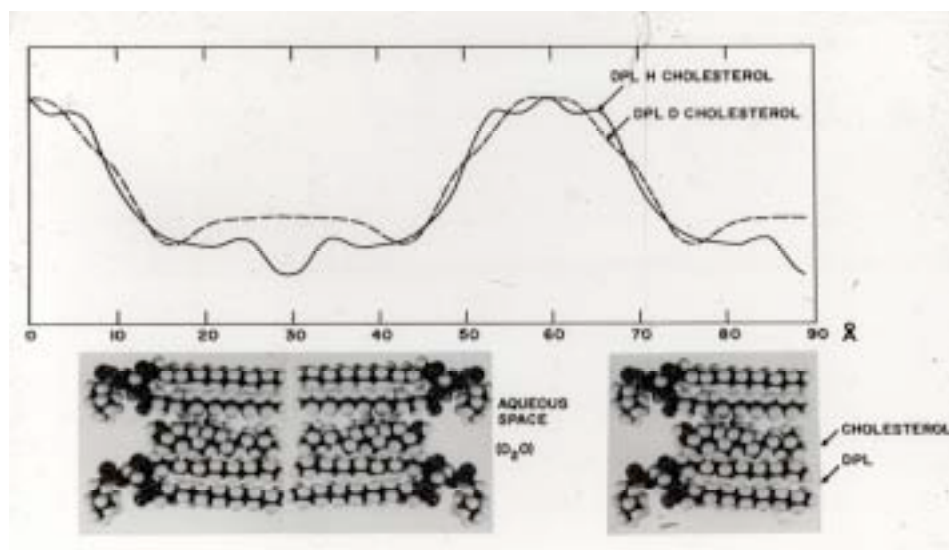 DPL H CHOLESTEROL
DPL D CHOLESTEROL
0 10 20 30 40 50 60 70 80 90 Å
AQUEOUS
SPACE
(D₂O)
CHOLESTEROL
DPL